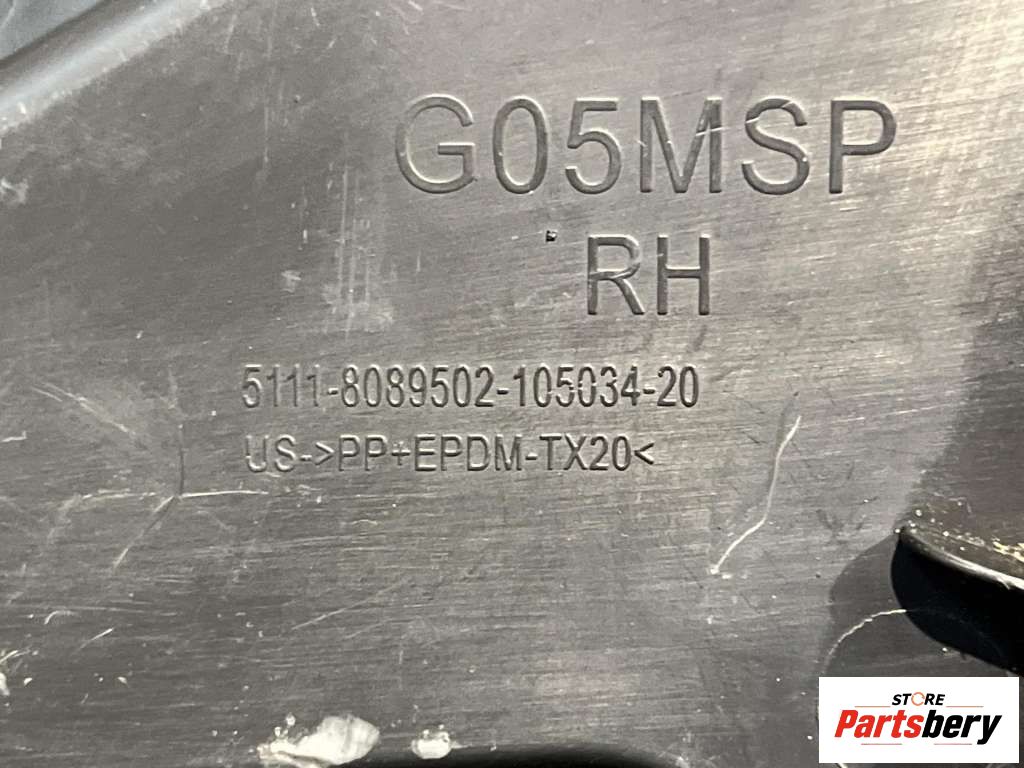 G05MSP
RH
5111-8089502-105034-20
US->PP+EPDM-TX20<
STORE
Partsbery